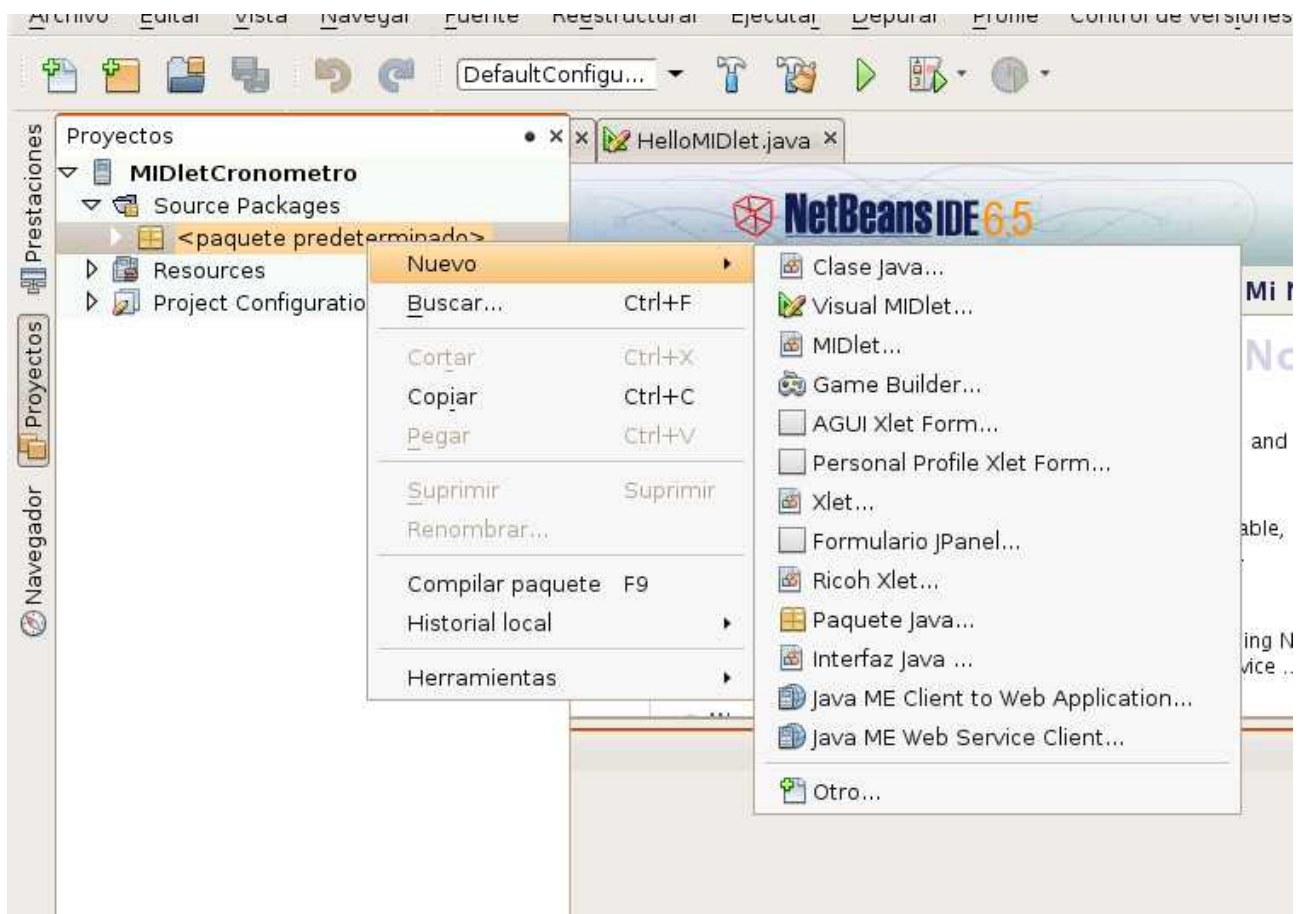 Archivo Editar Vista Navegar Fuente Reestructurar Ejecutar Depurar Profile Control de versiones
DefaultConfigu...
Prestaciones
Proyectos
Navegador
Proyectos
HelloMIDlet.java
MIDletCronometro
Source Packages
<paquete predeterminado>
Resources
Project Configuratio
NetBeans IDE 6.5
Mi
and
able,
ing
vice ..
Nuevo
Buscar... Ctrl+F
Cortar Ctrl+X
Copiar Ctrl+C
Pegar Ctrl+V
Suprimir Suprimir
Renombrar...
Compilar paquete F9
Historial local
Herramientas
Clase Java...
Visual MIDlet...
MIDlet...
Game Builder...
AGUI Xlet Form...
Personal Profile Xlet Form...
Xlet...
Formulario JPanel...
Ricoh Xlet...
Paquete Java...
Interfaz Java ...
Java ME Client to Web Application...
Java ME Web Service Client...
Otro...